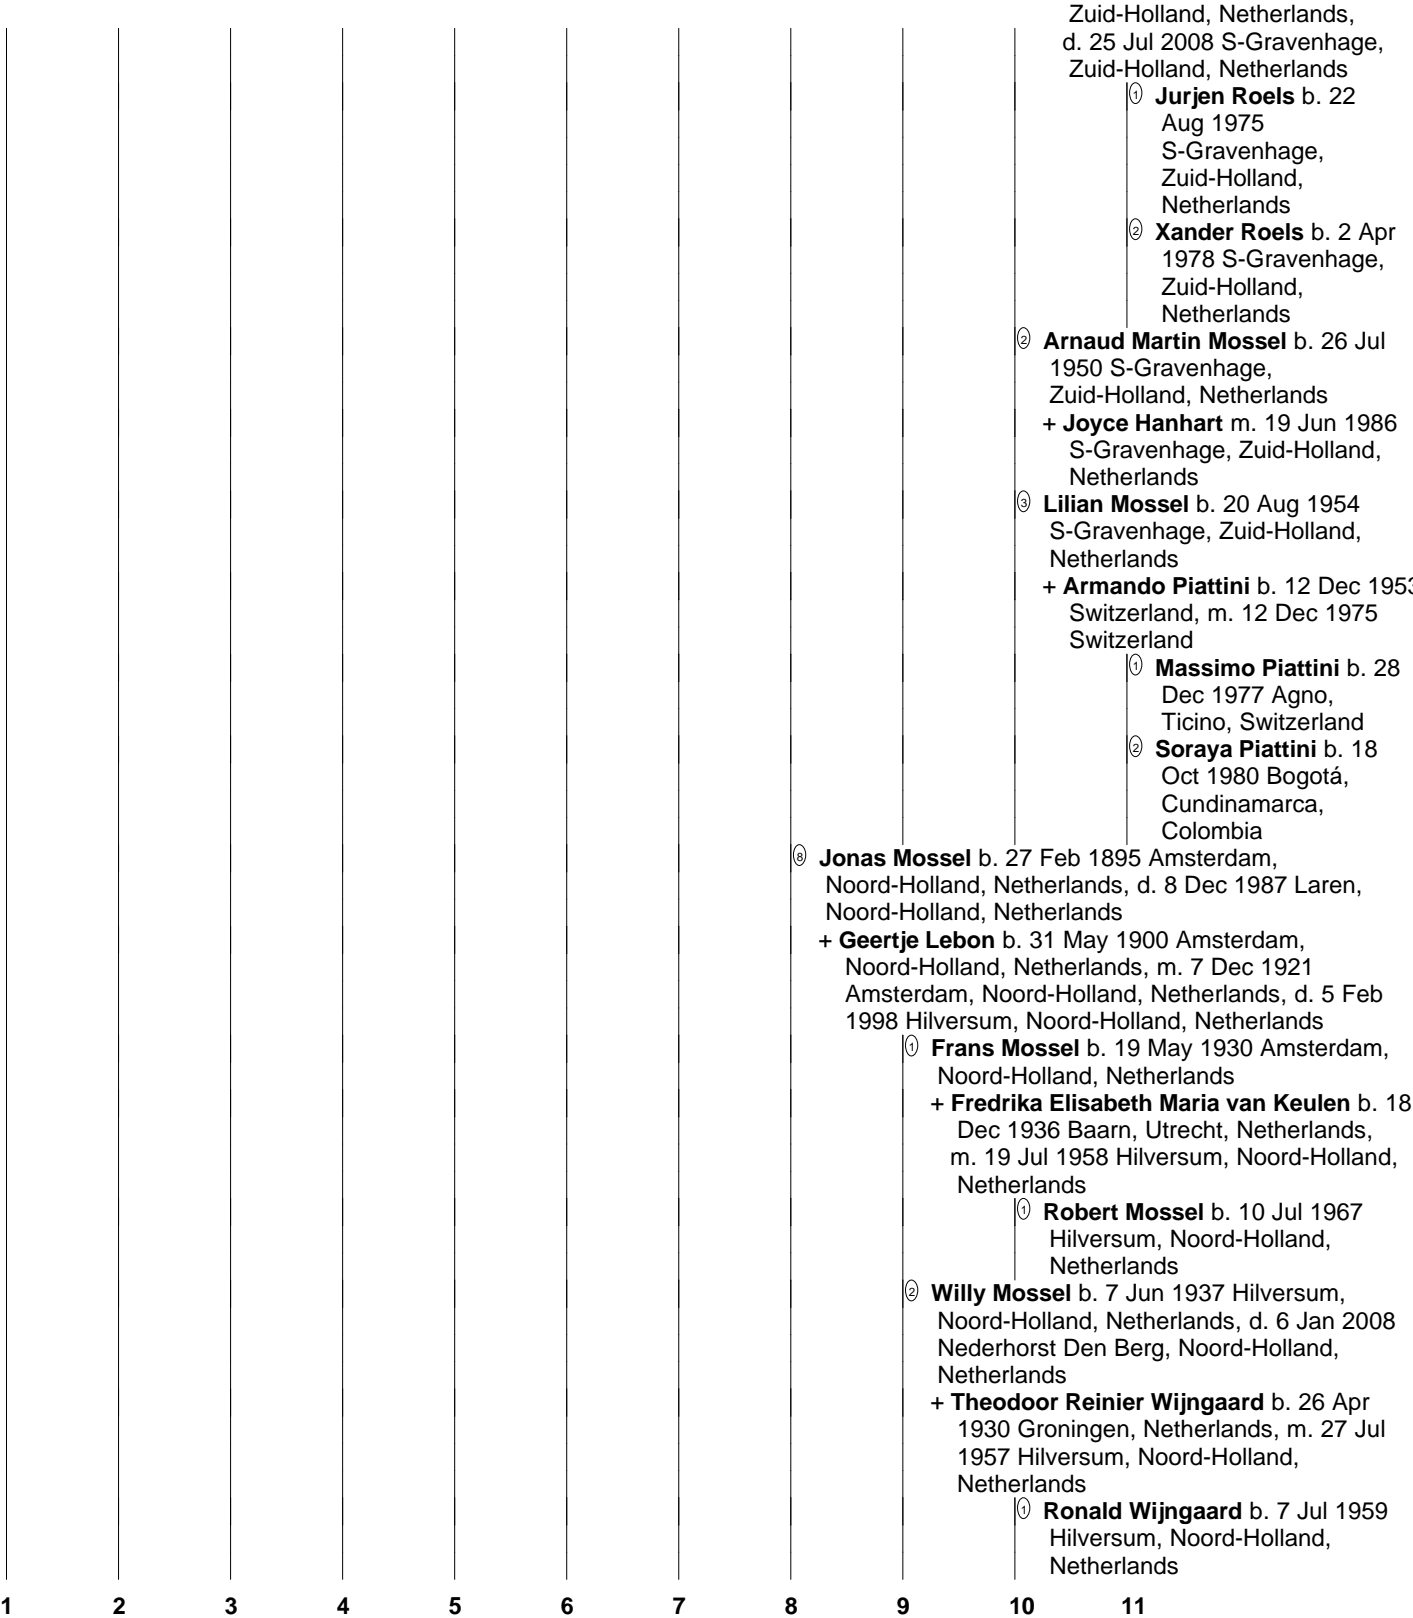 Zuid-Holland, Netherlands,
d. 25 Jul 2008 S-Gravenhage,
Zuid-Holland, Netherlands
① Jurjen Roels b. 22
Aug 1975
S-Gravenhage,
Zuid-Holland,
Netherlands
② Xander Roels b. 2 Apr
1978 S-Gravenhage,
Zuid-Holland,
Netherlands
② Arnaud Martin Mossel b. 26 Jul
1950 S-Gravenhage,
Zuid-Holland, Netherlands
+ Joyce Hanhart m. 19 Jun 1986
S-Gravenhage, Zuid-Holland,
Netherlands
③ Lilian Mossel b. 20 Aug 1954
S-Gravenhage, Zuid-Holland,
Netherlands
+ Armando Piattini b. 12 Dec 1953
Switzerland, m. 12 Dec 1975
Switzerland
① Massimo Piattini b. 28
Dec 1977 Agno,
Ticino, Switzerland
② Soraya Piattini b. 18
Oct 1980 Bogotá,
Cundinamarca,
Colombia
⑧ Jonas Mossel b. 27 Feb 1895 Amsterdam,
Noord-Holland, Netherlands, d. 8 Dec 1987 Laren,
Noord-Holland, Netherlands
+ Geertje Lebon b. 31 May 1900 Amsterdam,
Noord-Holland, Netherlands, m. 7 Dec 1921
Amsterdam, Noord-Holland, Netherlands, d. 5 Feb
1998 Hilversum, Noord-Holland, Netherlands
① Frans Mossel b. 19 May 1930 Amsterdam,
Noord-Holland, Netherlands
+ Fredrika Elisabeth Maria van Keulen b. 18
Dec 1936 Baarn, Utrecht, Netherlands,
m. 19 Jul 1958 Hilversum, Noord-Holland,
Netherlands
① Robert Mossel b. 10 Jul 1967
Hilversum, Noord-Holland,
Netherlands
② Willy Mossel b. 7 Jun 1937 Hilversum,
Noord-Holland, Netherlands, d. 6 Jan 2008
Nederhorst Den Berg, Noord-Holland,
Netherlands
+ Theodoor Reinier Wijngaard b. 26 Apr
1930 Groningen, Netherlands, m. 27 Jul
1957 Hilversum, Noord-Holland,
Netherlands
① Ronald Wijngaard b. 7 Jul 1959
Hilversum, Noord-Holland,
Netherlands
1 2 3 4 5 6 7 8 9 10 11